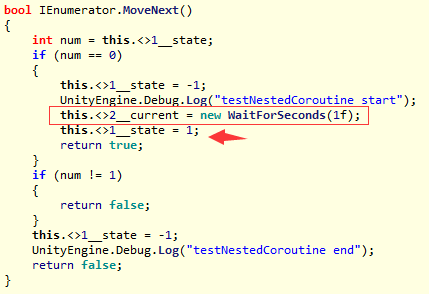 bool IEnumerator.MoveNext()
{
int num = this.<>1__state;
if (num == 0)
{
this.<>1__state = -1;
UnityEngine.Debug.Log("testNestedCoroutine start");
this.<>2__current = new WaitForSeconds(1f);
this.<>1__state = 1;
return true;
}
if (num != 1)
{
return false;
}
this.<>1__state = -1;
UnityEngine.Debug.Log("testNestedCoroutine end");
return false;
}